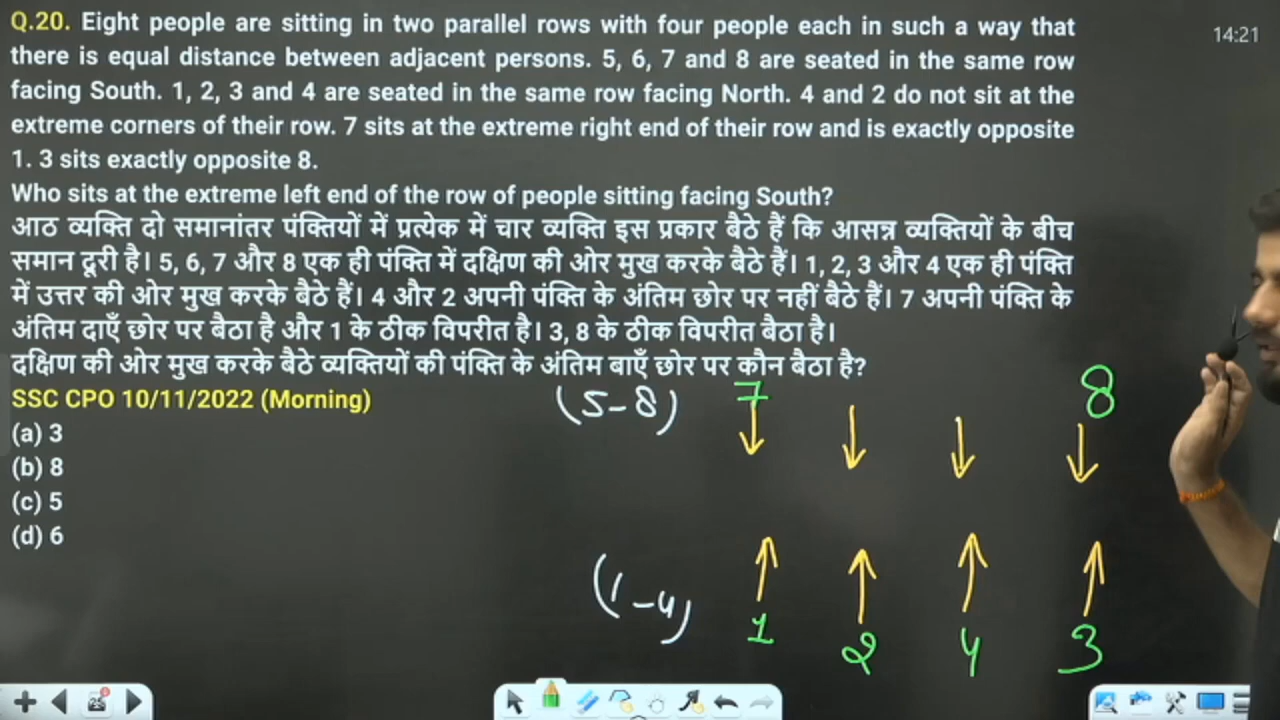 Q.20. Eight people are sitting in two parallel rows with four people each in such a way that
14:21
there is equal distance between adjacent persons. 5, 6, 7 and 8 are seated in the same row
facing South. 1, 2, 3 and 4 are seated in the same row facing North. 4 and 2 do not sit at the
extreme corners of their row. 7 sits at the extreme right end of their row and is exactly opposite
1. 3 sits exactly opposite 8.
Who sits at the extreme left end of the row of people sitting facing South?
आठ व्यक्ति दो समानांतर पंक्तियों में प्रत्येक में चार व्यक्ति इस प्रकार बैठे हैं कि आसन्न व्यक्तियों के बीच
समान दूरी है। 5, 6, 7 और 8 एक ही पंक्ति में दक्षिण की ओर मुख करके बैठे हैं। 1, 2, 3 और 4 एक ही पंक्ति
में उत्तर की ओर मुख करके बैठे हैं। 4 और 2 अपनी पंक्ति के अंतिम छोर पर नहीं बैठे हैं। 7 अपनी पंक्ति के
अंतिम दाएँ छोर पर बैठा है और 1 के ठीक विपरीत है। 3, 8 के ठीक विपरीत बैठा है।
दक्षिण की ओर मुख करके बैठे व्यक्तियों की पंक्ति के अंतिम बाएँ छोर पर कौन बैठा है?
SSC CPO 10/11/2022 (Morning)
(5-8) 7 8
(a) 3
(b) 8
(c) 5
(d) 6
(1-4)
1 2 4 3